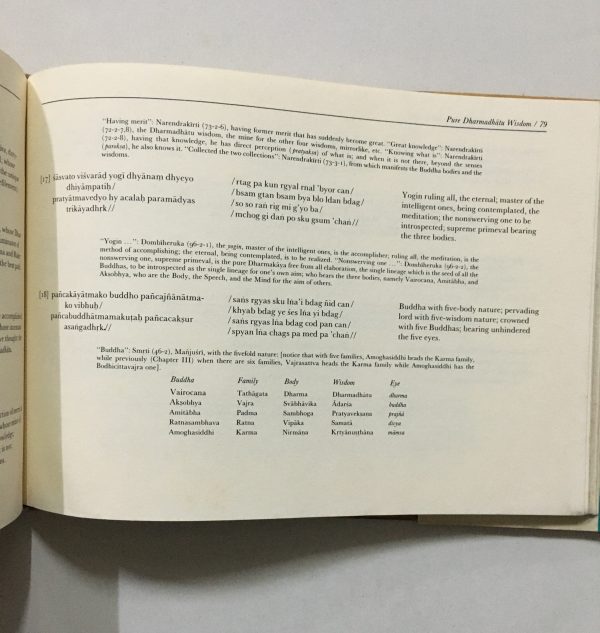 Pure Dharmadhātu Wisdom / 79
"Having merit": Narendrakīrti (73-2-6), having former merit that has suddenly become great. "Great knowledge": Narendrakīrti
(72-2-7,8), the Dharmadhātu wisdom, the mine for the other four wisdoms, mirrorlike, etc. "Knowing what is": Narendrakīrti
(72-2-8), having that knowledge, he has direct perception (pratyakṣa) of what is; and when it is not there, beyond the senses
(parokṣa), he also knows it. "Collected the two collections": Narendrakīrti (73-3-1), from which manifests the Buddha bodies and the
wisdoms.
[17] śāsvato viśvarāḍ yogī dhyānaṃ dhyeyo
dhiyāṃpatiḥ/
pratyātmavedyo hy acalaḥ paramādyas
trikāyadhṛk//
/rtag pa kun rgyal rnal 'byor can/
/bsam gtan bsam bya blo ldan bdag/
/so so raṅ rig mi g'yo ba/
/mchog gi daṅ po sku gsum 'chaṅ//
Yogin ruling all, the eternal; master of the
intelligent ones, being contemplated, the
meditation; the nonswerving one to be
introspected; supreme primeval bearing
the three bodies.
"Yogin ...": Ḍombiheruka (96-2-1), the yogin, master of the intelligent ones, is the accomplisher; ruling all, the meditation, is the
method of accomplishing; the eternal, being contemplated, is to be realized. "Nonswerving one ...": Ḍombiheruka (96-2-2), the
nonswerving one, supreme primeval, is the pure Dharmakāya free from all elaboration, the single lineage which is the seed of all the
Buddhas, to be introspected as the single lineage for one's own aim; who bears the three bodies, namely Vairocana, Amitābha, and
Akṣobhya, who are the Body, the Speech, and the Mind for the aim of others.
[18] pañcakāyātmako buddho pañcajñānātma-
ko vibhuḥ/
pañcabuddhātmamakuṭaḥ pañcacakṣur
asaṅgadhṛk//
/saṅs rgyas sku lṅa'i bdag ñid can/
/khyab bdag ye śes lṅa yi bdag/
/saṅs rgyas lṅa bdag cod pan can/
/spyan lṅa chags pa med pa 'chaṅ//
Buddha with five-body nature; pervading
lord with five-wisdom nature; crowned
with five Buddhas; bearing unhindered
the five eyes.
"Buddha": Smṛti (46-2), Mañjuśrī, with the fivefold nature: [notice that with five families, Amoghasiddhi heads the Karma family,
while previously (Chapter III) when there are six families, Vajrasattva heads the Karma family while Amoghasiddhi has the
Bodhicittavajra one].
Buddha Family Body Wisdom Eye
Vairocana Tathāgata Dharma Dharmadhātu dharma
Akṣobhya Vajra Svābhāvika Ādarśa buddha
Amitābha Padma Sambhoga Pratyavekṣaṇa prajñā
Ratnasambhava Ratna Vipāka Samatā divya
Amoghasiddhi Karma Nirmāṇa Kṛtyānuṣṭhāna māṃsa